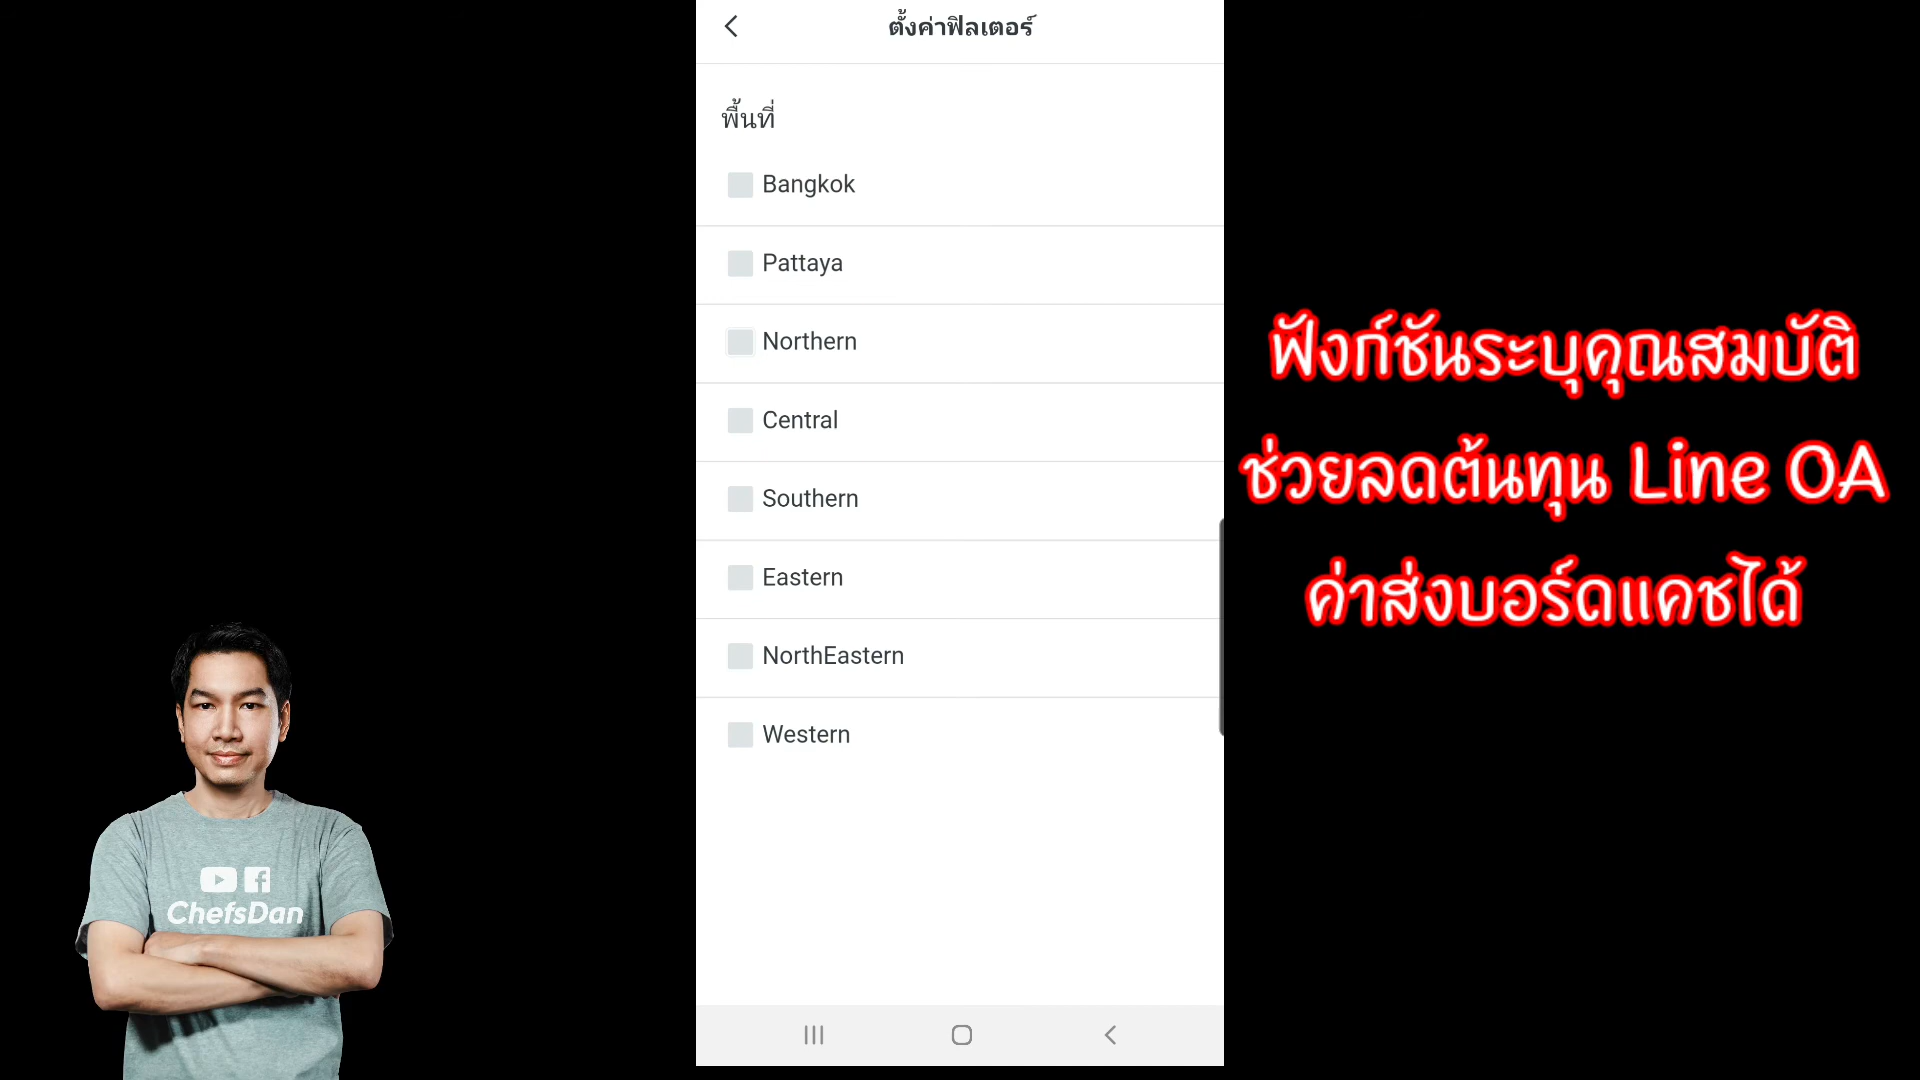 ตั้งค่าฟิลเตอร์
พื้นที่
Bangkok
Pattaya
Northern
Central
Southern
Eastern
NorthEastern
Western
ฟังก์ชันระบุคุณสมบัติ
ช่วยลดต้นทุน Line OA
ค่าส่งบอร์ดแคชได้
ChefsDan